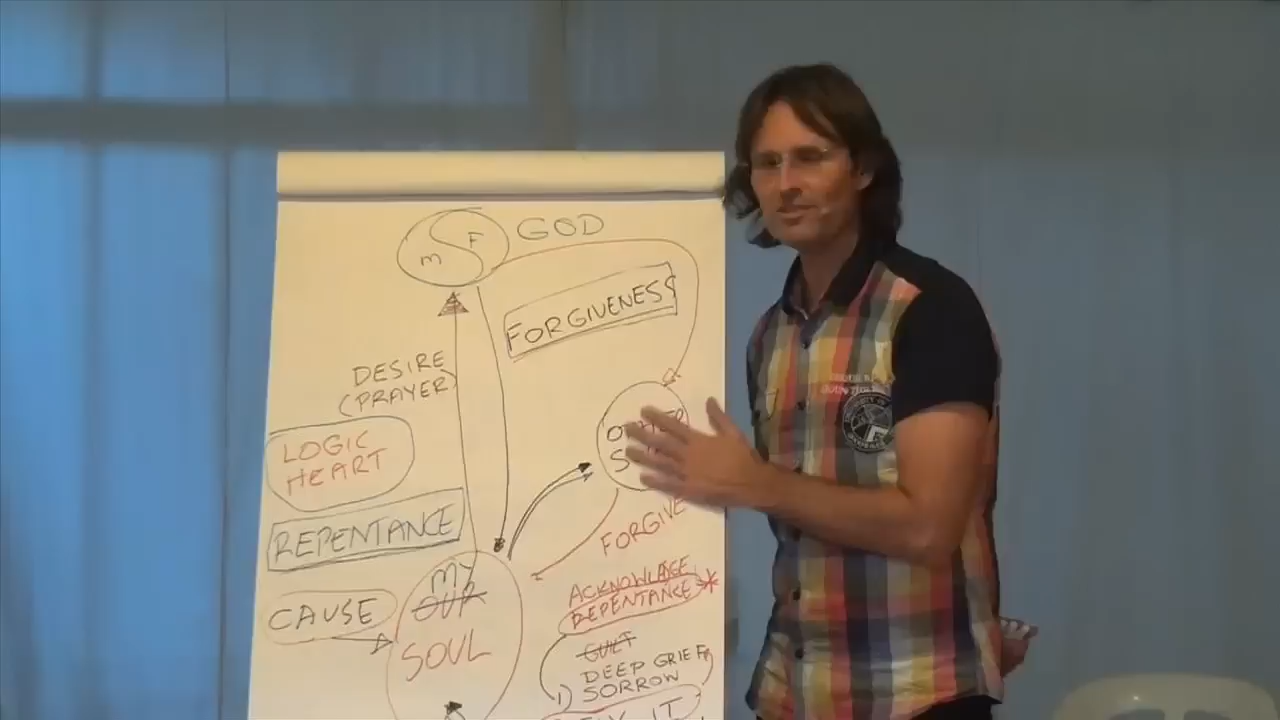 m F
GOD
FORGIVENESS
DESIRE
(PRAYER)
LOGIC
HEART
REPENTANCE
CAUSE
MY
OUR
SOUL
FORGIVE
ACKNOWLEDGE
REPENTANCE *
GUILT
DEEP GRIEF
1) SORROW
IT